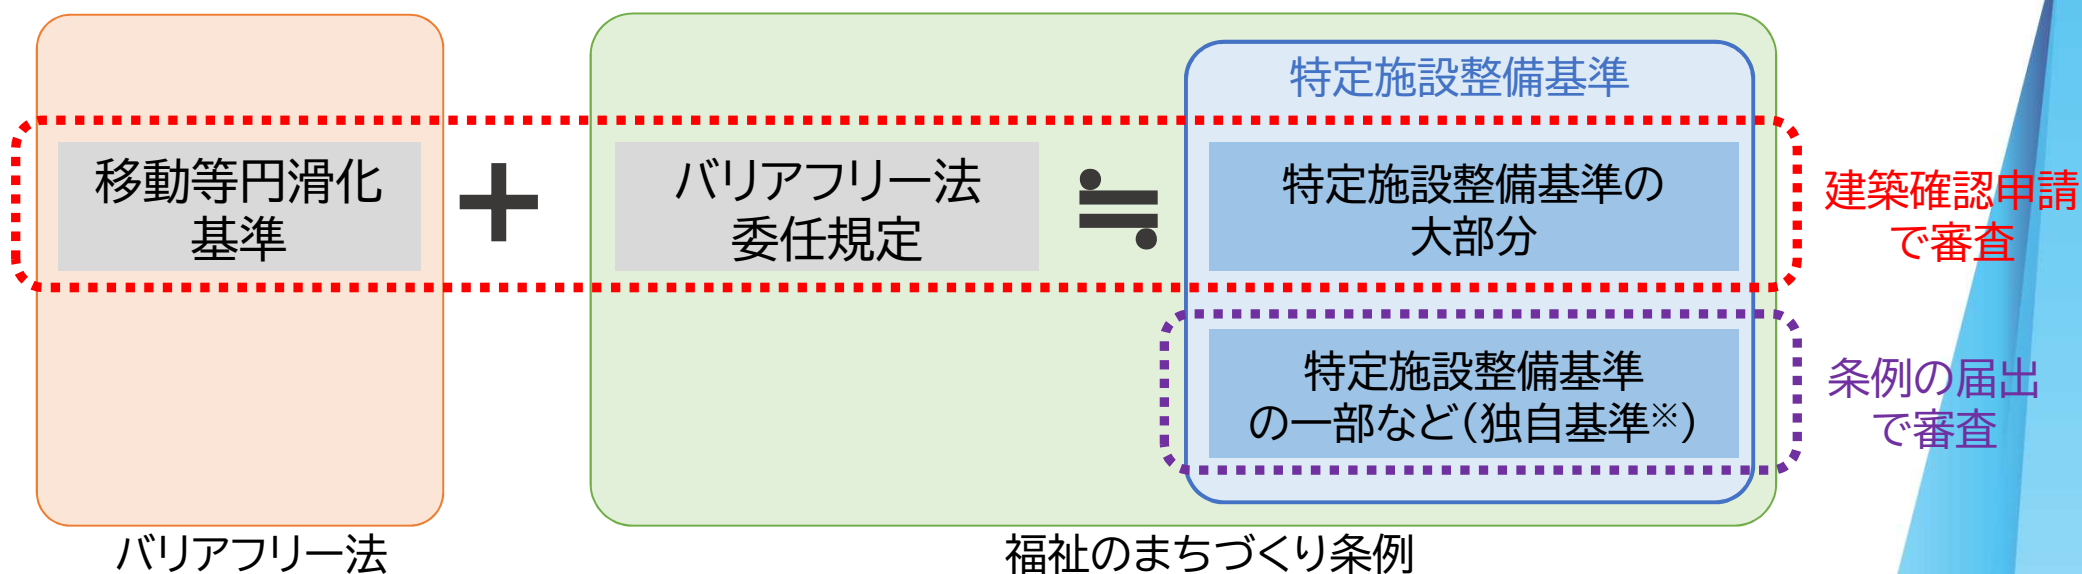 特定施設整備基準
移動等円滑化
基準
+
バリアフリー法
委任規定
≒
特定施設整備基準の
大部分
建築確認申請
で審査
特定施設整備基準
の一部など(独自基準※)
条例の届出
で審査
バリアフリー法
福祉のまちづくり条例